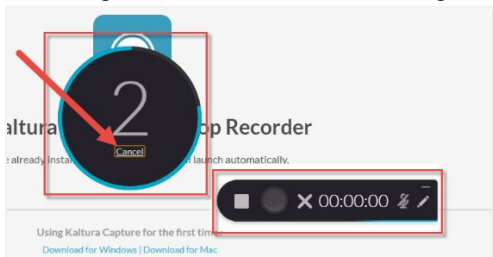 2
Cancel
altura
op Recorder
already
launch automatically.
00:00:00
Using Kaltura Capture for the first time
Download for Windows | Download for Mac